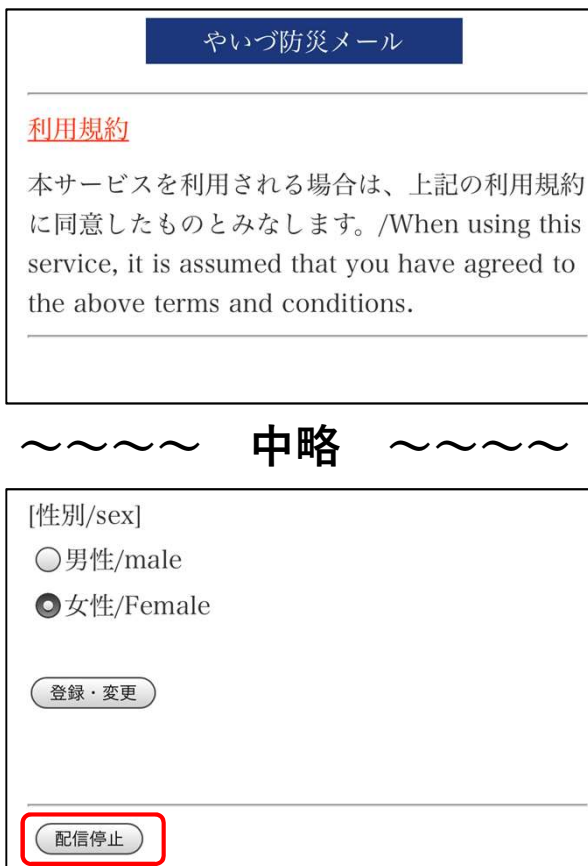 やいづ防災メール
利用規約
本サービスを利用される場合は、上記の利用規約
に同意したものとみなします。/When using this
service, it is assumed that you have agreed to
the above terms and conditions.
～～～～　中略　～～～～
[性別/sex]
男性/male
女性/Female
登録・変更
配信停止